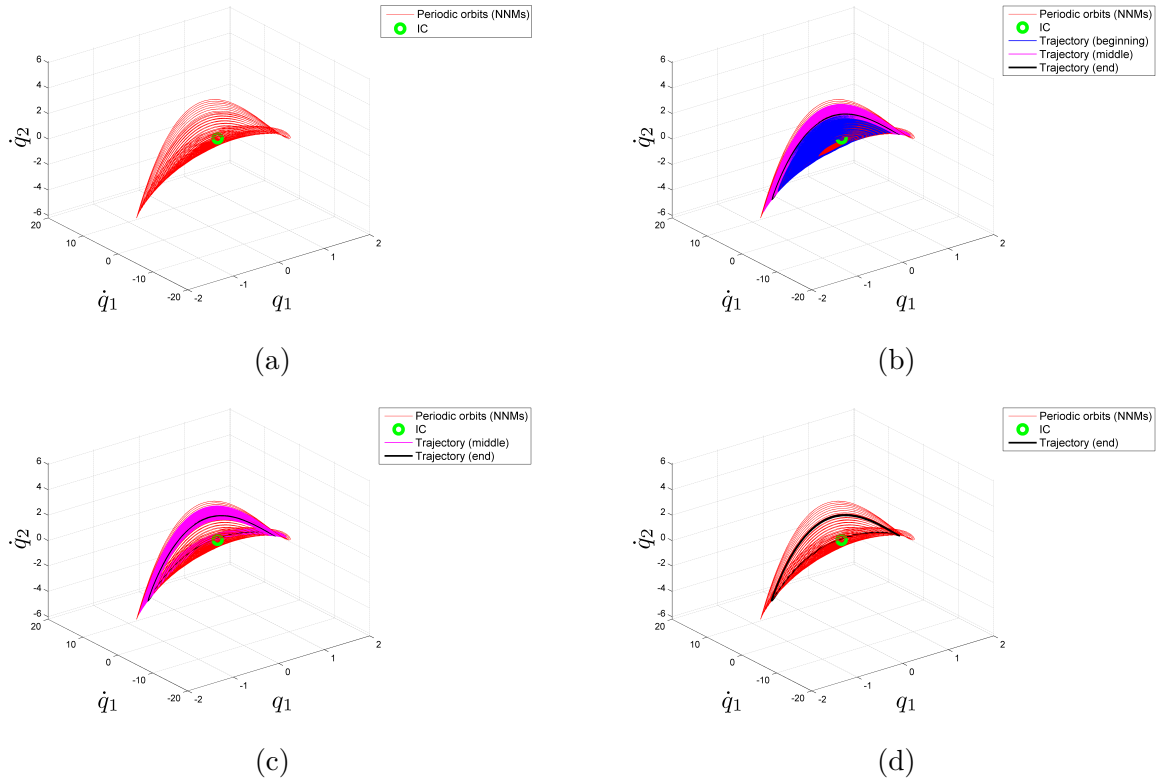 Periodic orbits (NNMs)
IC
6
4
2
0
-2
-4
-6
q̇2
20
10
0
-10
-20
q̇1
-2
-1
0
1
2
q1
(a)
Periodic orbits (NNMs)
IC
Trajectory (beginning)
Trajectory (middle)
Trajectory (end)
6
4
2
0
-2
-4
-6
q̇2
20
10
0
-10
-20
q̇1
-2
-1
0
1
2
q1
(b)
Periodic orbits (NNMs)
IC
Trajectory (middle)
Trajectory (end)
6
4
2
0
-2
-4
-6
q̇2
20
10
0
-10
-20
q̇1
-2
-1
0
1
2
q1
(c)
Periodic orbits (NNMs)
IC
Trajectory (end)
6
4
2
0
-2
-4
-6
q̇2
20
10
0
-10
-20
q̇1
-2
-1
0
1
2
q1
(d)